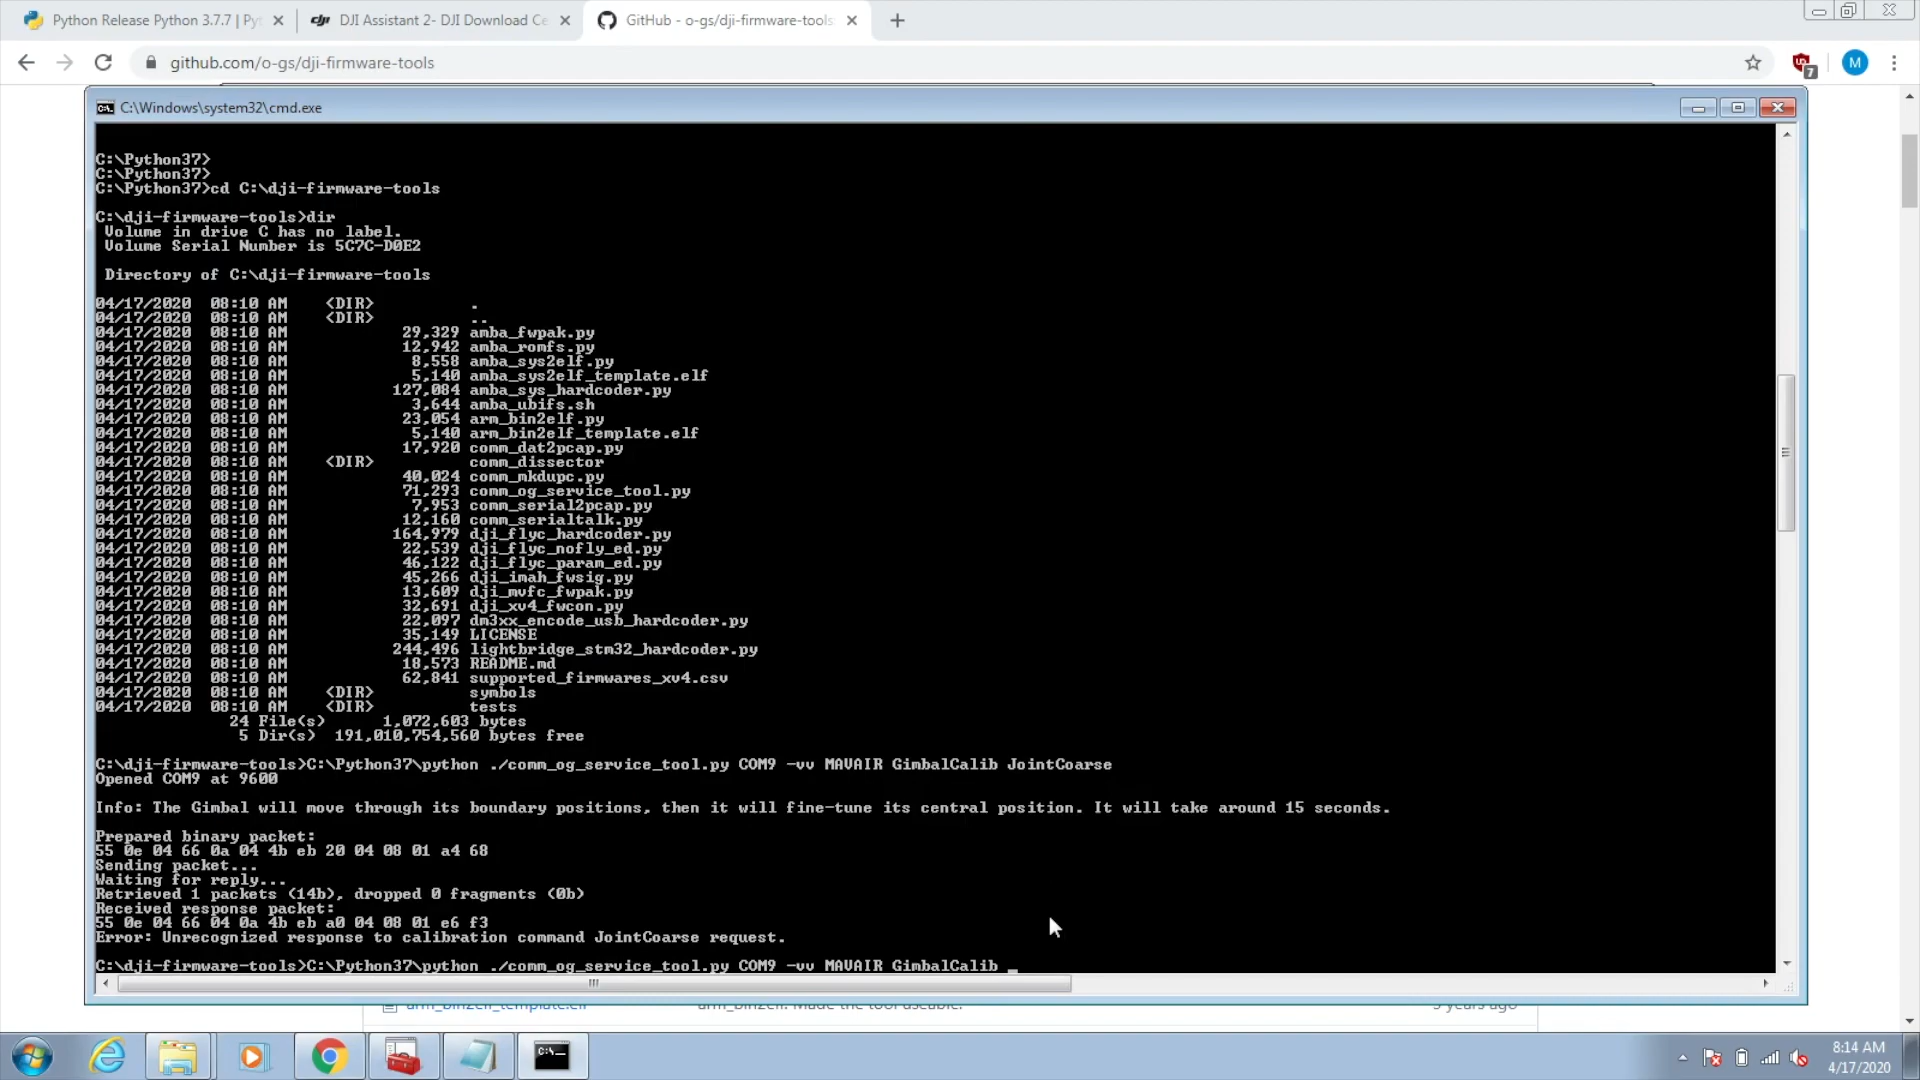 Python Release Python 3.7.7 | Py
DJI Assistant 2- DJI Download Ce
GitHub - o-gs/dji-firmware-tools:
github.com/o-gs/dji-firmware-tools
7
M
C:\Windows\system32\cmd.exe
C:\Python37>
C:\Python37>
C:\Python37>cd C:\dji-firmware-tools
C:\dji-firmware-tools>dir
Volume in drive C has no label.
Volume Serial Number is 5C7C-D0E2
Directory of C:\dji-firmware-tools
04/17/2020 08:10 AM <DIR> .
04/17/2020 08:10 AM <DIR> ..
04/17/2020 08:10 AM 29,329 amba_fwpak.py
04/17/2020 08:10 AM 12,942 amba_romfs.py
04/17/2020 08:10 AM 8,558 amba_sys2elf.py
04/17/2020 08:10 AM 5,140 amba_sys2elf_template.elf
04/17/2020 08:10 AM 127,084 amba_sys_hardcoder.py
04/17/2020 08:10 AM 3,644 amba_ubifs.sh
04/17/2020 08:10 AM 23,054 arm_bin2elf.py
04/17/2020 08:10 AM 5,140 arm_bin2elf_template.elf
04/17/2020 08:10 AM 17,920 comm_dat2pcap.py
04/17/2020 08:10 AM <DIR> comm_dissector
04/17/2020 08:10 AM 40,024 comm_mkdupc.py
04/17/2020 08:10 AM 71,293 comm_og_service_tool.py
04/17/2020 08:10 AM 7,953 comm_serial2pcap.py
04/17/2020 08:10 AM 12,160 comm_serialtalk.py
04/17/2020 08:10 AM 164,979 dji_flyc_hardcoder.py
04/17/2020 08:10 AM 22,539 dji_flyc_nofly_ed.py
04/17/2020 08:10 AM 46,122 dji_flyc_param_ed.py
04/17/2020 08:10 AM 45,266 dji_imah_fwsig.py
04/17/2020 08:10 AM 13,609 dji_mvfc_fwpak.py
04/17/2020 08:10 AM 32,691 dji_xv4_fwcon.py
04/17/2020 08:10 AM 22,097 dm3xx_encode_usb_hardcoder.py
04/17/2020 08:10 AM 35,149 LICENSE
04/17/2020 08:10 AM 244,496 lightbridge_stm32_hardcoder.py
04/17/2020 08:10 AM 18,573 README.md
04/17/2020 08:10 AM 62,841 supported_firmwares_xv4.csv
04/17/2020 08:10 AM <DIR> symbols
04/17/2020 08:10 AM <DIR> tests
24 File(s) 1,072,603 bytes
5 Dir(s) 191,010,754,560 bytes free
C:\dji-firmware-tools>C:\Python37\python ./comm_og_service_tool.py COM9 -vv MAVAIR GimbalCalib JointCoarse
Opened COM9 at 9600
Info: The Gimbal will move through its boundary positions, then it will fine-tune its central position. It will take around 15 seconds.
Prepared binary packet:
55 0e 04 66 0a 04 4b eb 20 04 08 01 a4 68
Sending packet...
Waiting for reply...
Retrieved 1 packets (14b), dropped 0 fragments (0b)
Received response packet:
55 0e 04 66 04 0a 4b eb a0 04 08 01 e6 f3
Error: Unrecognized response to calibration command JointCoarse request.
C:\dji-firmware-tools>C:\Python37\python ./comm_og_service_tool.py COM9 -vv MAVAIR GimbalCalib _
arm_bin2elf_template.elf arm_bin2elf: Made the tool useable. 3 years ago
8:14 AM
4/17/2020